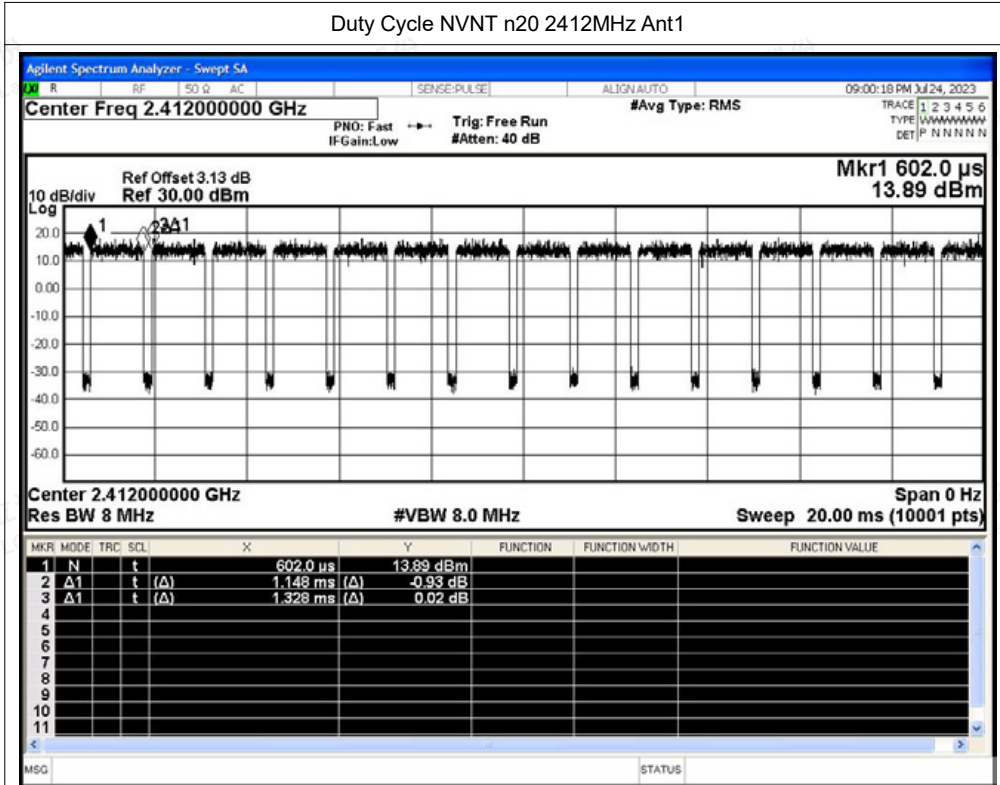 Duty Cycle NVNT n20 2412MHz Ant1
Agilent Spectrum Analyzer - Swept SA
R RF 50 Ω AC SENSE:PULSE ALIGN AUTO 09:00:18 PM Jul 24, 2023
Center Freq 2.412000000 GHz #Avg Type: RMS TRACE 1 2 3 4 5 6
PNO: Fast Trig: Free Run TYPE WWWWWW
IFGain:Low #Atten: 40 dB DET P N N N N N
Mkr1 602.0 µs
Ref Offset 3.13 dB
10 dB/div Ref 30.00 dBm 13.89 dBm
Log
1 2 3Δ1
20.0
10.0
0.00
-10.0
-20.0
-30.0
-40.0
-50.0
-60.0
Center 2.412000000 GHz Span 0 Hz
Res BW 8 MHz #VBW 8.0 MHz Sweep 20.00 ms (10001 pts)
MKR MODE TRC SCL X Y FUNCTION FUNCTION WIDTH FUNCTION VALUE
1 N t 602.0 µs 13.89 dBm
2 Δ1 t (Δ) 1.148 ms (Δ) -0.93 dB
3 Δ1 t (Δ) 1.328 ms (Δ) 0.02 dB
4
5
6
7
8
9
10
11
MSG STATUS